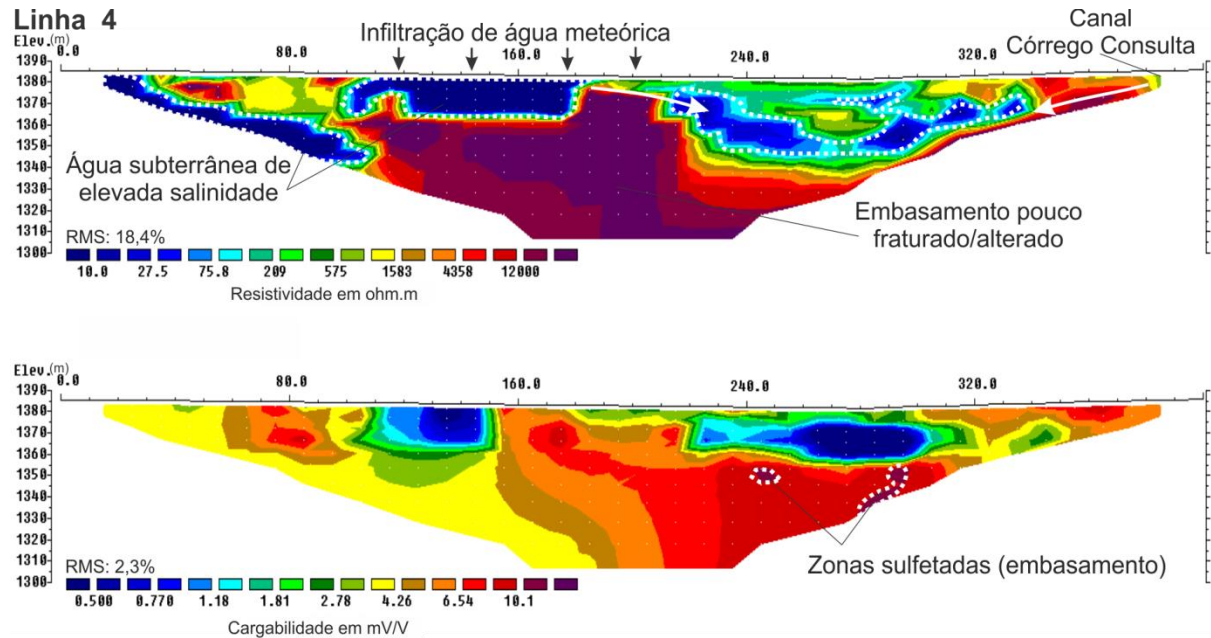 Linha 4
Elev.(m)
0.0 80.0 160.0 240.0 320.0
Infiltração de água meteórica
Canal
Córrego Consulta
1390
1380
1370
1360
1350
1340
1330
1320
1310
1300
Água subterrânea de
elevada salinidade
Embasamento pouco
fraturado/alterado
RMS: 18,4%
10.0 27.5 75.8 209 575 1583 4358 12000
Resistividade em ohm.m
Elev.(m)
0.0 80.0 160.0 240.0 320.0
1390
1380
1370
1360
1350
1340
1330
1320
1310
1300
Zonas sulfetadas (embasamento)
RMS: 2,3%
0.500 0.770 1.18 1.81 2.78 4.26 6.54 10.1
Cargabilidade em mV/V